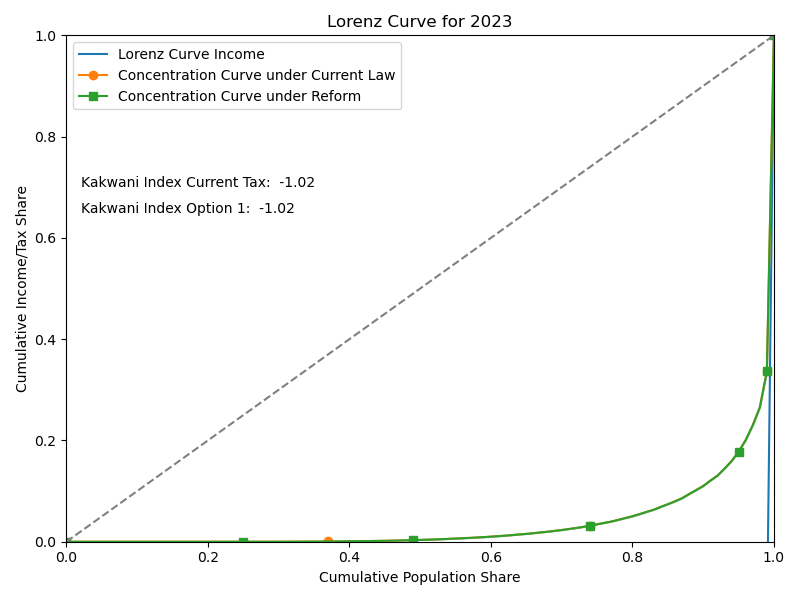 Lorenz Curve for 2023
Lorenz Curve Income
Concentration Curve under Current Law
Concentration Curve under Reform
Kakwani Index Current Tax:  -1.02
Kakwani Index Option 1:  -1.02
Cumulative Income/Tax Share
1.0
0.8
0.6
0.4
0.2
0.0
0.0 0.2 0.4 0.6 0.8 1.0
Cumulative Population Share